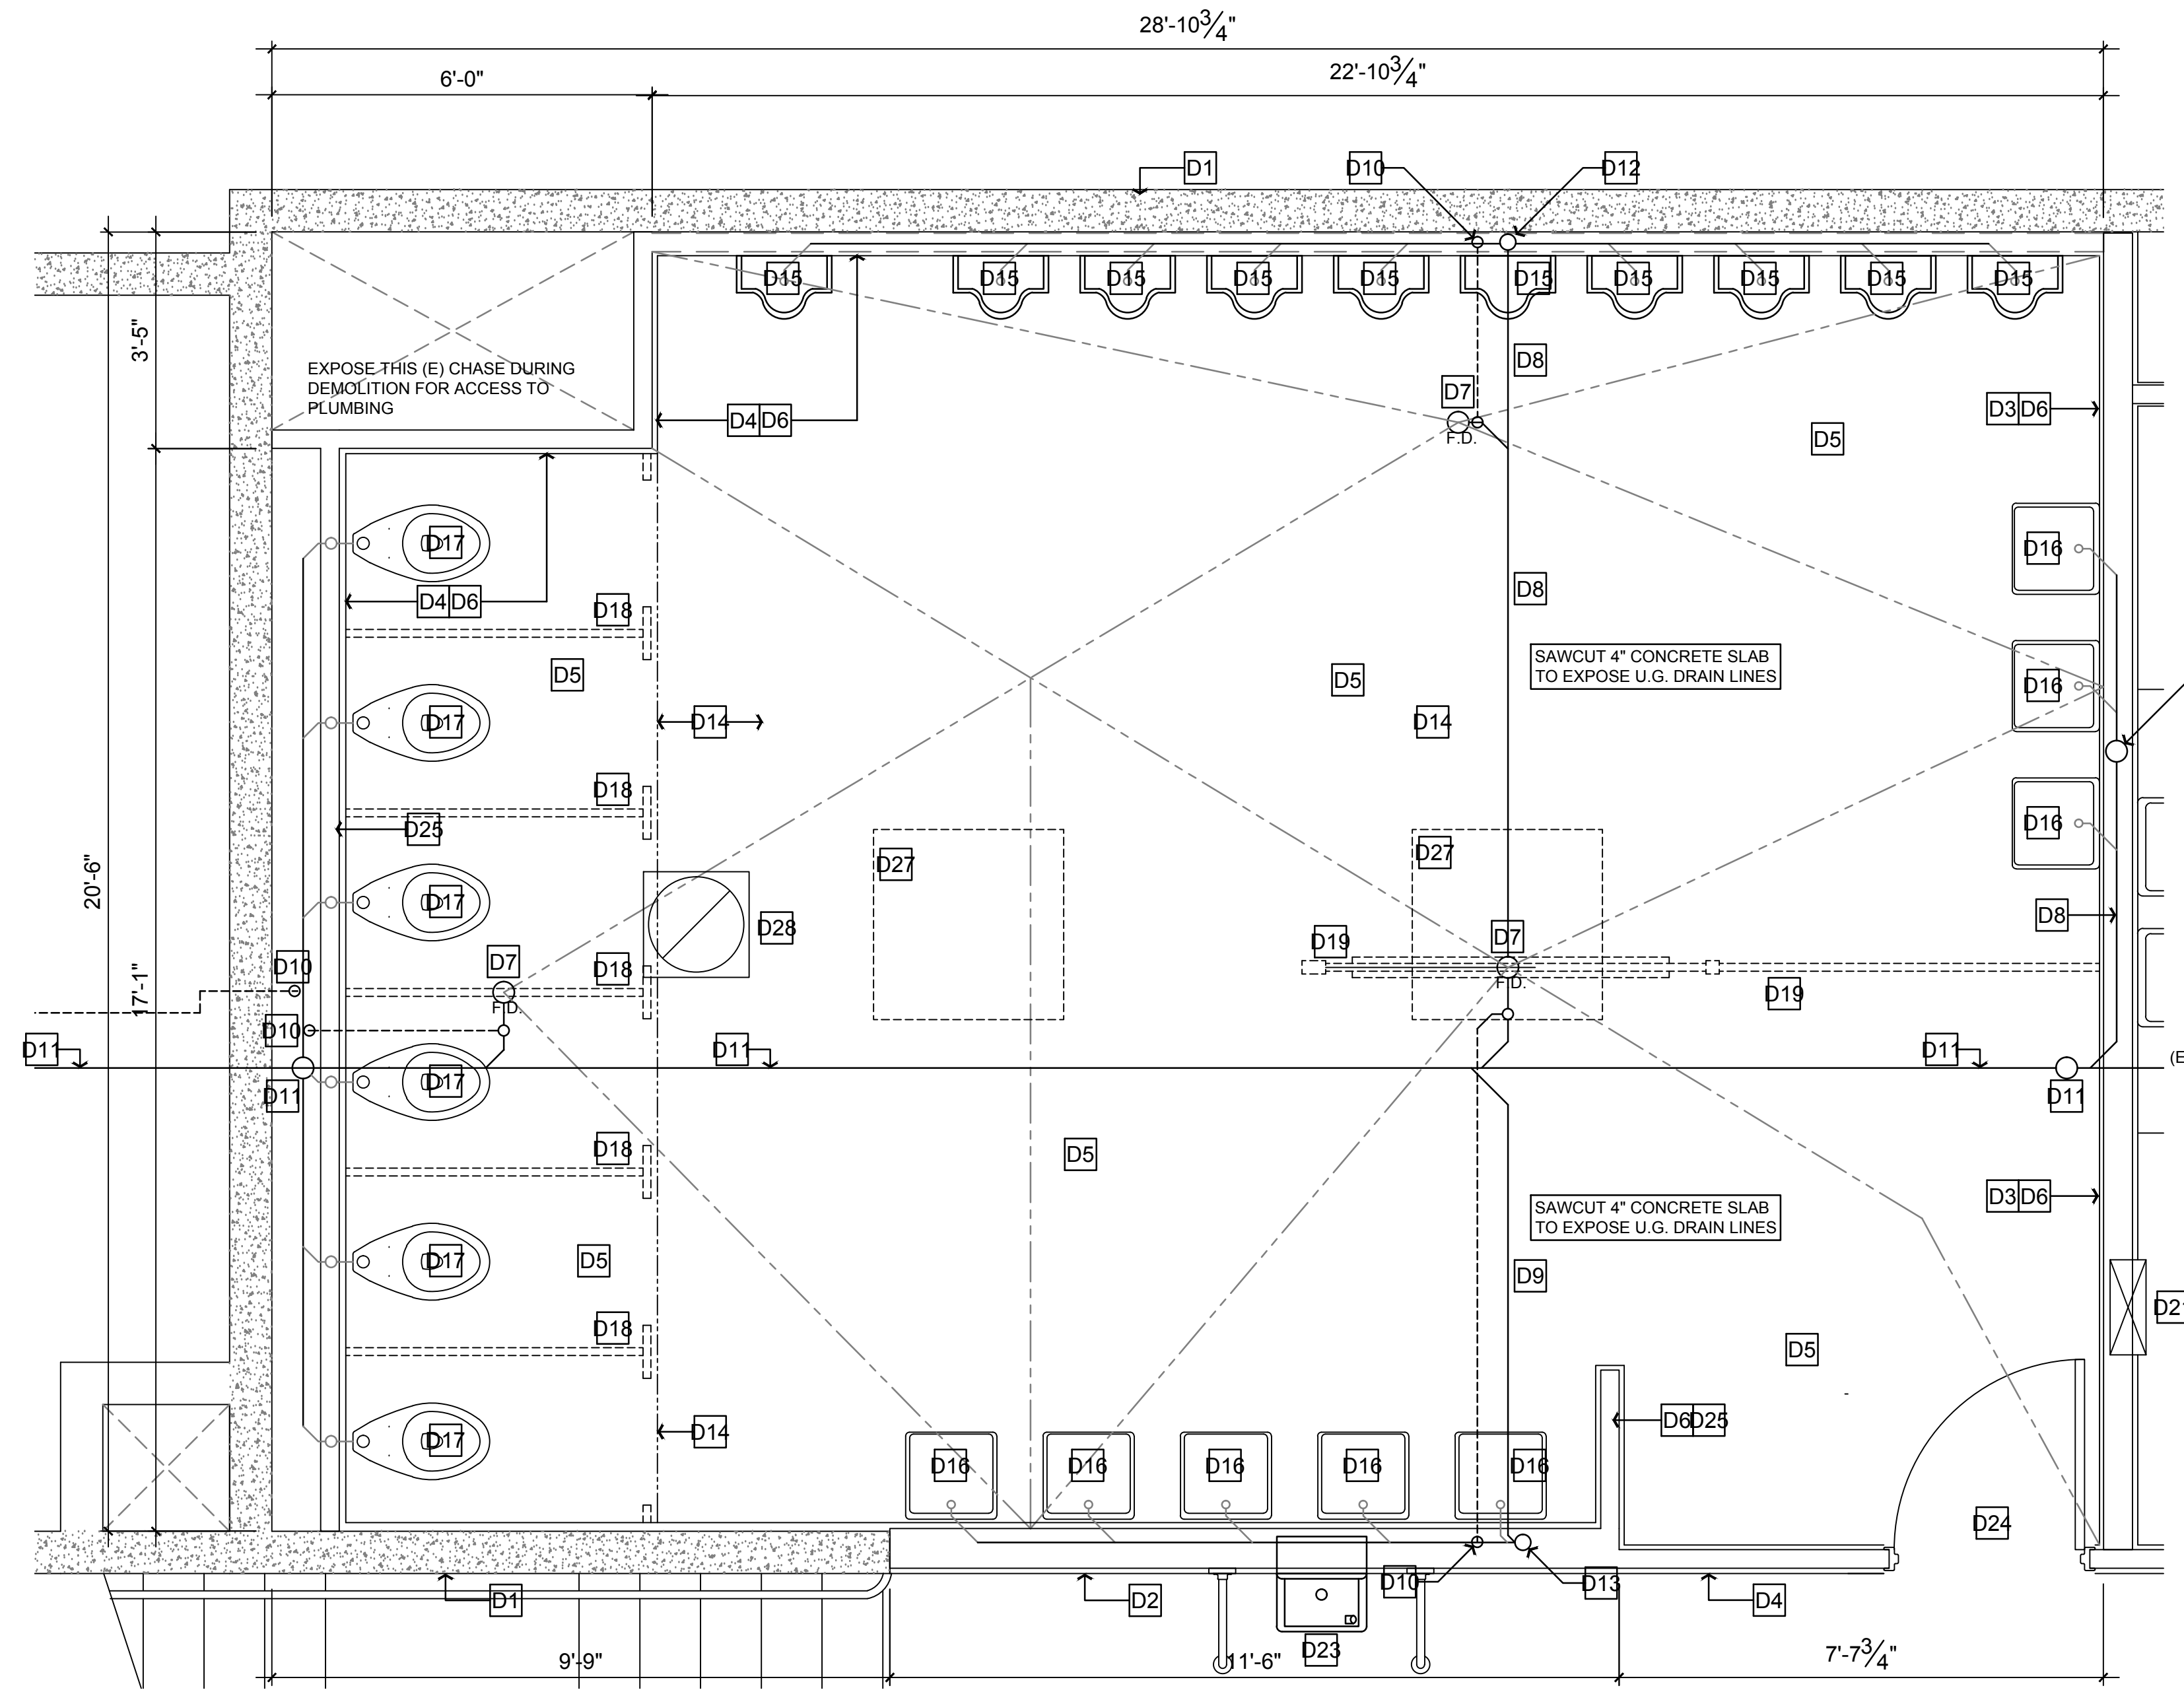 28'-10 3/4"
6'-0"
22'-10 3/4"
D1
D10
D12
D15
D15
D15
D15
D15
D15
D15
D15
D15
D15
3'-5"
EXPOSE THIS (E) CHASE DURING
DEMOLITION FOR ACCESS TO
PLUMBING
D8
D7
F.D.
D4 D6
D3 D6
D5
D17
D16
D4 D6
D18
D8
SAWCUT 4" CONCRETE SLAB
TO EXPOSE U.G. DRAIN LINES
D5
D5
D16
D17
D14
D14
D18
D25
D16
D27
D27
20'-6"
D17
D28
D8
D19
D7
F.D.
D10
D7
F.D.
D18
17'-1"
D19
D10
D11
D11
D11
(E
D11
D17
D11
D18
D5
SAWCUT 4" CONCRETE SLAB
TO EXPOSE U.G. DRAIN LINES
D3 D6
D17
D5
D9
D18
D5
D6 D25
D17
D14
D16
D16
D16
D16
D16
D24
D1
D2
D10
D13
D4
D23
9'-9"
11'-6"
7'-7 3/4"